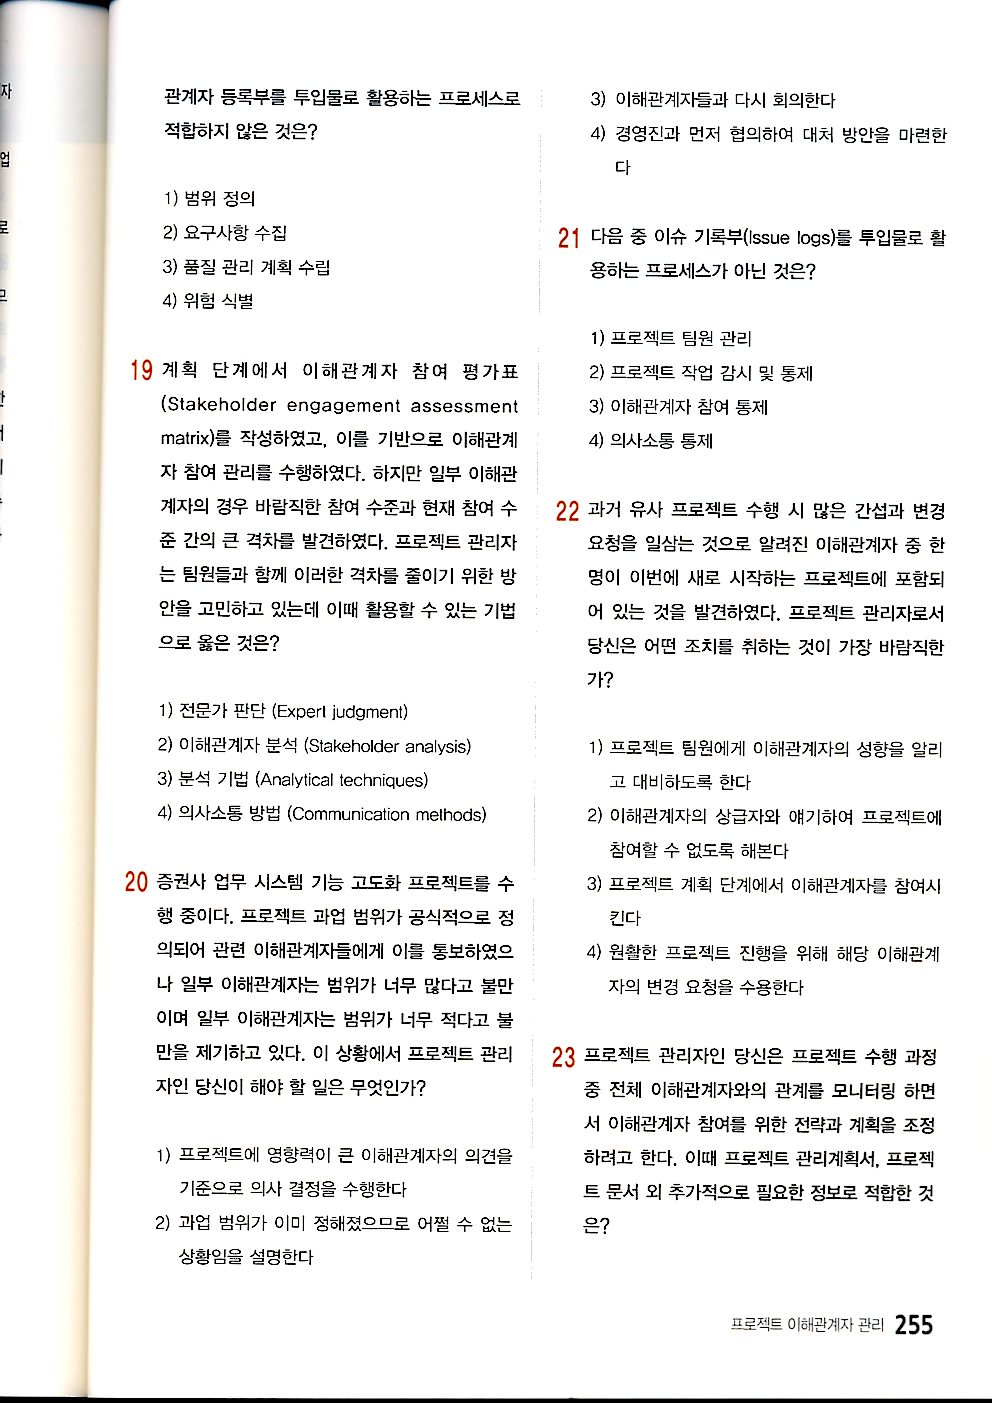 관계자 등록부를 투입물로 활용하는 프로세스로
적합하지 않은 것은?
1) 범위 정의
2) 요구사항 수집
3) 품질 관리 계획 수립
4) 위험 식별
19 계획 단계에서 이해관계자 참여 평가표
(Stakeholder engagement assessment
matrix)를 작성하였고, 이를 기반으로 이해관계
자 참여 관리를 수행하였다. 하지만 일부 이해관
계자의 경우 바람직한 참여 수준과 현재 참여 수
준 간의 큰 격차를 발견하였다. 프로젝트 관리자
는 팀원들과 함께 이러한 격차를 줄이기 위한 방
안을 고민하고 있는데 이때 활용할 수 있는 기법
으로 옳은 것은?
1) 전문가 판단 (Expert judgment)
2) 이해관계자 분석 (Stakeholder analysis)
3) 분석 기법 (Analytical techniques)
4) 의사소통 방법 (Communication methods)
20 증권사 업무 시스템 기능 고도화 프로젝트를 수
행 중이다. 프로젝트 과업 범위가 공식적으로 정
의되어 관련 이해관계자들에게 이를 통보하였으
나 일부 이해관계자는 범위가 너무 많다고 불만
이며 일부 이해관계자는 범위가 너무 적다고 불
만을 제기하고 있다. 이 상황에서 프로젝트 관리
자인 당신이 해야 할 일은 무엇인가?
1) 프로젝트에 영향력이 큰 이해관계자의 의견을
기준으로 의사 결정을 수행한다
2) 과업 범위가 이미 정해졌으므로 어쩔 수 없는
상황임을 설명한다
3) 이해관계자들과 다시 회의한다
4) 경영진과 먼저 협의하여 대처 방안을 마련한
다
21 다음 중 이슈 기록부(Issue logs)를 투입물로 활
용하는 프로세스가 아닌 것은?
1) 프로젝트 팀원 관리
2) 프로젝트 작업 감시 및 통제
3) 이해관계자 참여 통제
4) 의사소통 통제
22 과거 유사 프로젝트 수행 시 많은 간섭과 변경
요청을 일삼는 것으로 알려진 이해관계자 중 한
명이 이번에 새로 시작하는 프로젝트에 포함되
어 있는 것을 발견하였다. 프로젝트 관리자로서
당신은 어떤 조치를 취하는 것이 가장 바람직한
가?
1) 프로젝트 팀원에게 이해관계자의 성향을 알리
고 대비하도록 한다
2) 이해관계자의 상급자와 얘기하여 프로젝트에
참여할 수 없도록 해본다
3) 프로젝트 계획 단계에서 이해관계자를 참여시
킨다
4) 원활한 프로젝트 진행을 위해 해당 이해관계
자의 변경 요청을 수용한다
23 프로젝트 관리자인 당신은 프로젝트 수행 과정
중 전체 이해관계자와의 관계를 모니터링 하면
서 이해관계자 참여를 위한 전략과 계획을 조정
하려고 한다. 이때 프로젝트 관리계획서, 프로젝
트 문서 외 추가적으로 필요한 정보로 적합한 것
은?
프로젝트 이해관계자 관리 255